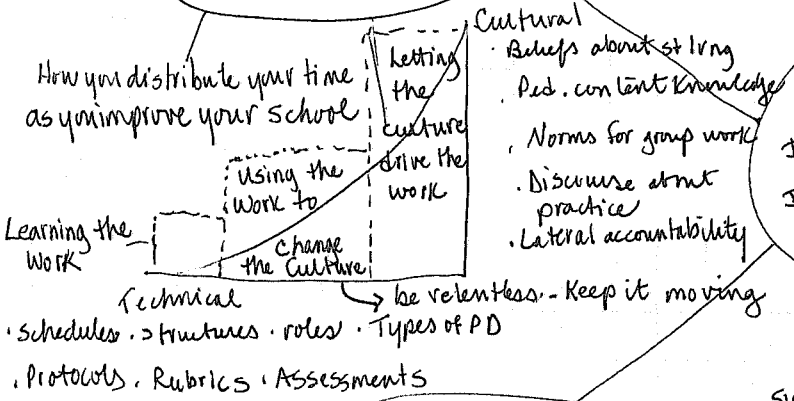 Cultural
· Beliefs about st lrng
· Ped. content Knowledge
· Norms for group work
· Discourse about
practice
· Lateral accountability
How you distribute your time
as you improve your school
Letting
the
culture
drive the
work
Using the
Work to
change
the Culture
Learning the
Work
Technical
be relentless.. Keep it moving
· Schedules · structures · roles · Types of PD
· Protocols · Rubrics · Assessments